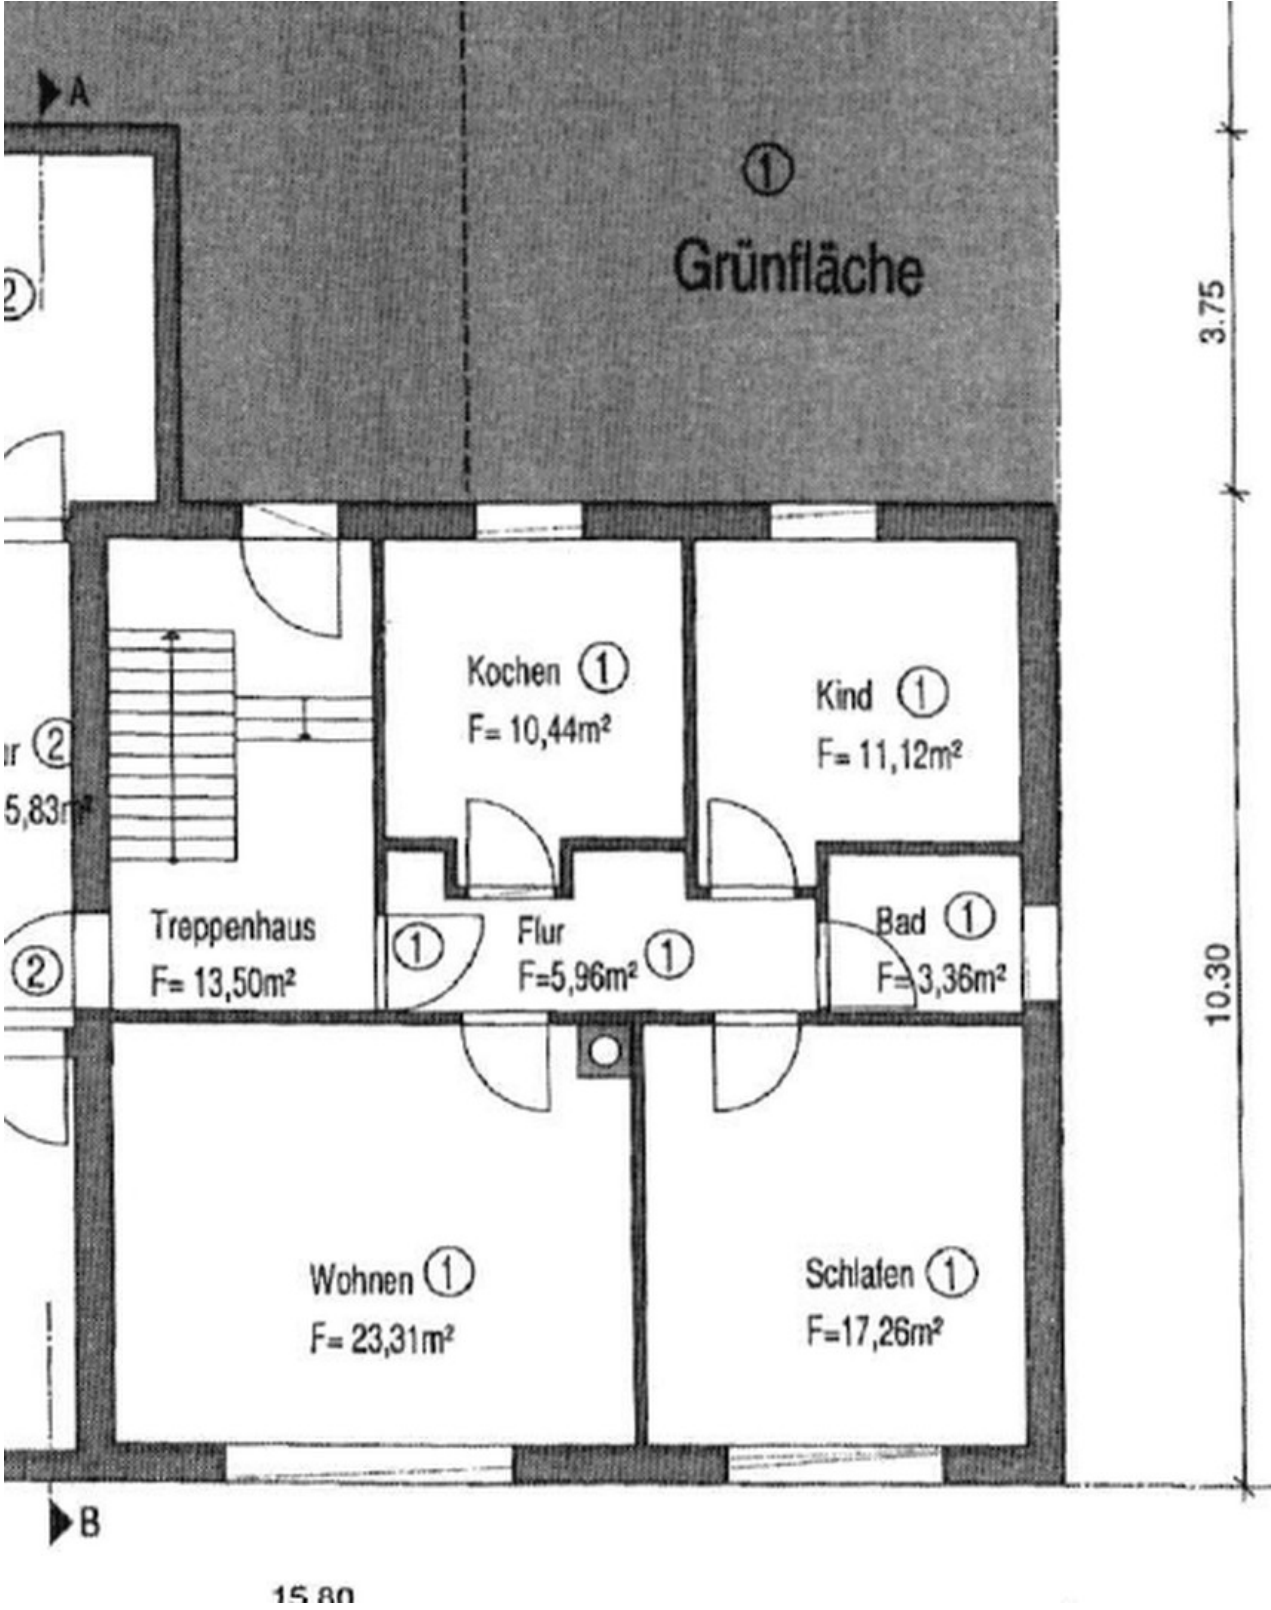 A
1
Grünfläche
2
3.75
Kochen 1
F= 10,44m²
Kind 1
F= 11,12m²
2
5,83m²
Treppenhaus
F= 13,50m²
1
Flur
F=5,96m² 1
Bad 1
F= 3,36m²
2
10.30
Wohnen 1
F= 23,31m²
Schlafen 1
F=17,26m²
B
15.80